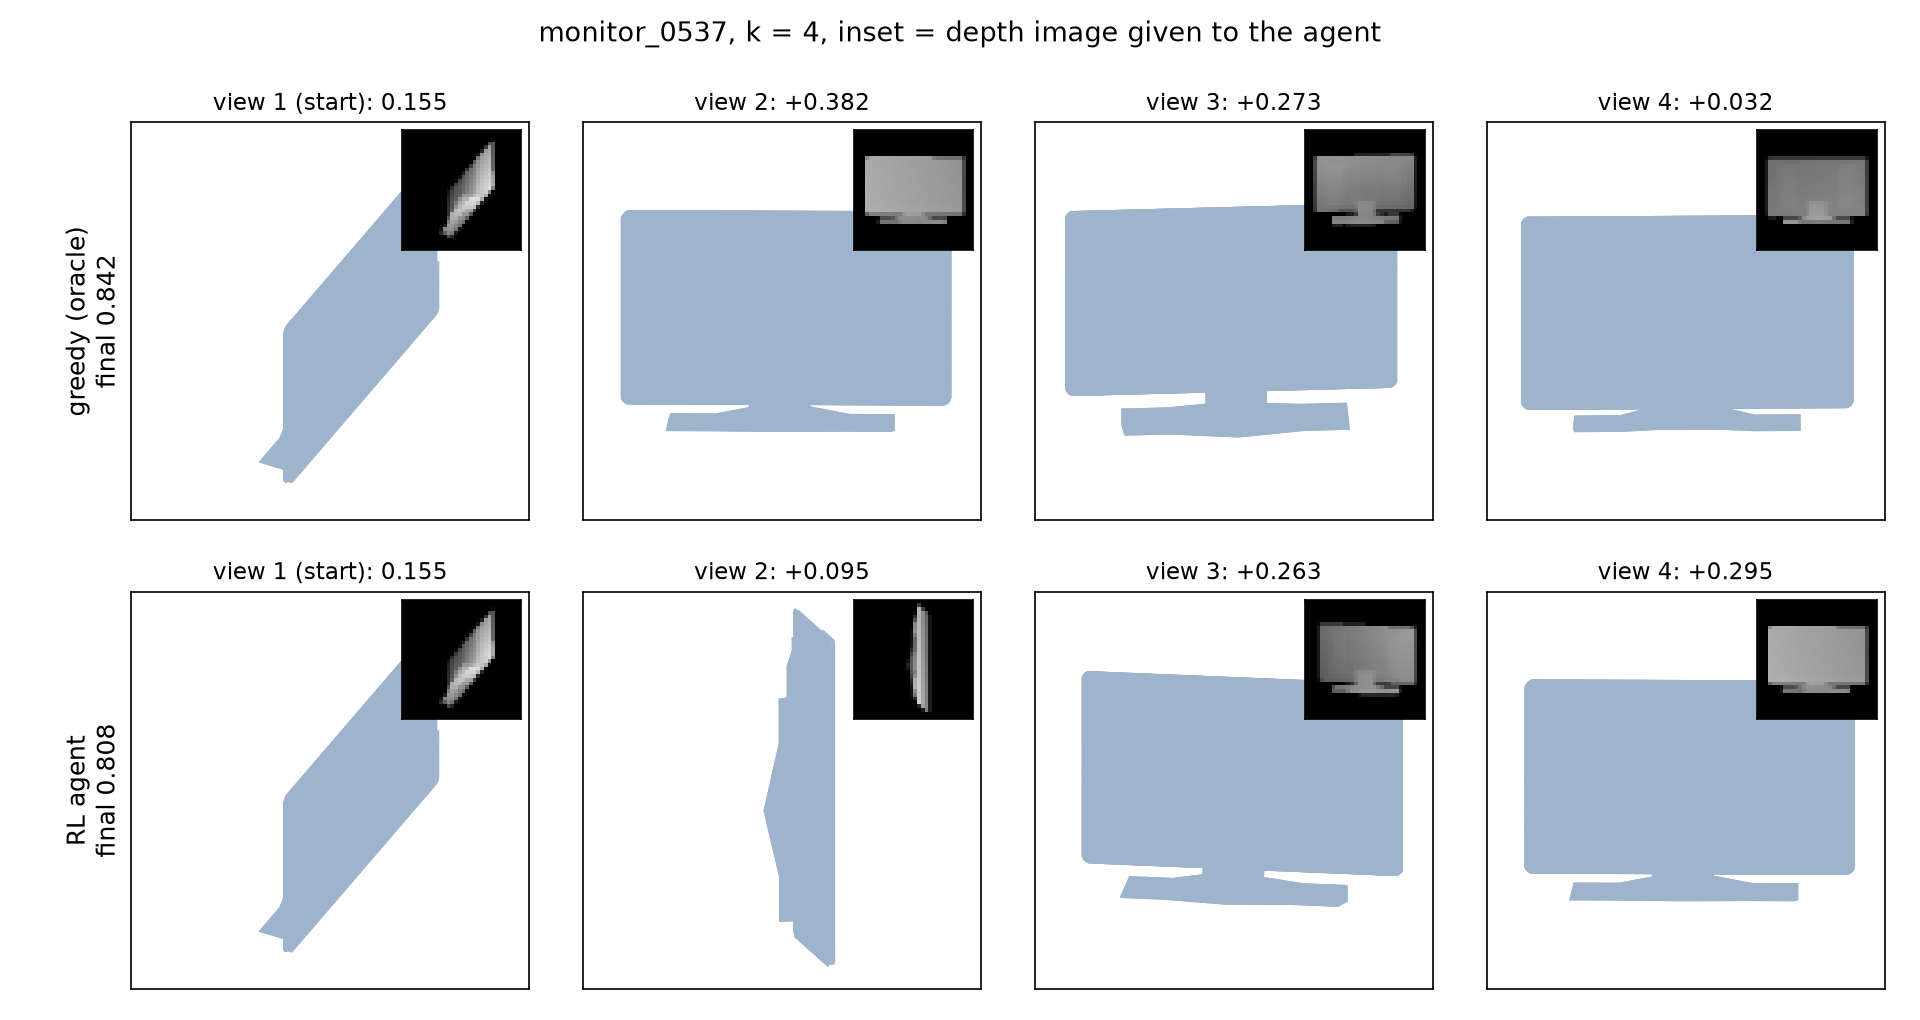 monitor_0537, k = 4, inset = depth image given to the agent
greedy (oracle)
final 0.842
view 1 (start): 0.155
view 2: +0.382
view 3: +0.273
view 4: +0.032
RL agent
final 0.808
view 1 (start): 0.155
view 2: +0.095
view 3: +0.263
view 4: +0.295